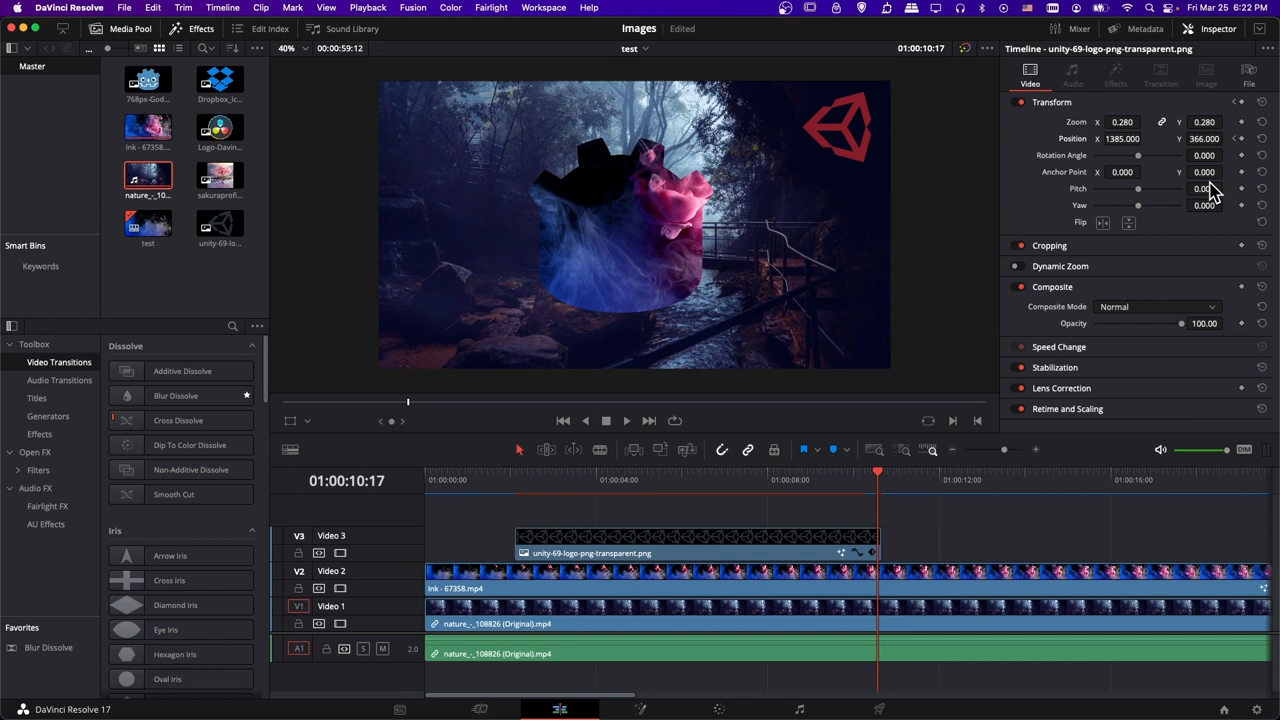 DaVinci Resolve File Edit Trim Timeline Clip Mark View Playback Fusion Color Fairlight Workspace Help Fri Mar 25 6:22 PM
Media Pool Effects Edit Index Sound Library Images Edited Mixer Metadata Inspector
... 40% 00:00:59:12 test 01:00:10:17 Timeline - unity-69-logo-png-transparent.png
Master
768px-God...
Dropbox_Ic...
Ink - 67358....
Logo-Davin...
nature_-_10...
sakuraprofi...
test
unity-69-lo...
Smart Bins
Keywords
Video Audio Effects Transition Image File
Transform
Zoom X 0.280 Y 0.280
Position X 1385.000 Y 366.000
Rotation Angle 0.000
Anchor Point X 0.000 Y 0.000
Pitch
Yaw 0.000
Flip
Cropping
Dynamic Zoom
Composite
Composite Mode Normal
Opacity 100.00
Speed Change
Stabilization
Lens Correction
Retime and Scaling
Toolbox
Video Transitions
Audio Transitions
Titles
Generators
Effects
Open FX
Filters
Audio FX
Fairlight FX
AU Effects
Favorites
Blur Dissolve
Dissolve
Additive Dissolve
Blur Dissolve
Cross Dissolve
Dip To Color Dissolve
Non-Additive Dissolve
Smooth Cut
Iris
Arrow Iris
Cross Iris
Diamond Iris
Eye Iris
Hexagon Iris
Oval Iris
DIM
01:00:10:17
01:00:00:00 01:00:04:00 01:00:08:00 01:00:12:00 01:00:16:00
V3 Video 3
unity-69-logo-png-transparent.png
V2 Video 2
Ink - 67358.mp4
V1 Video 1
nature_-_108826 (Original).mp4
A1 S M 2.0
nature_-_108826 (Original).mp4
DaVinci Resolve 17